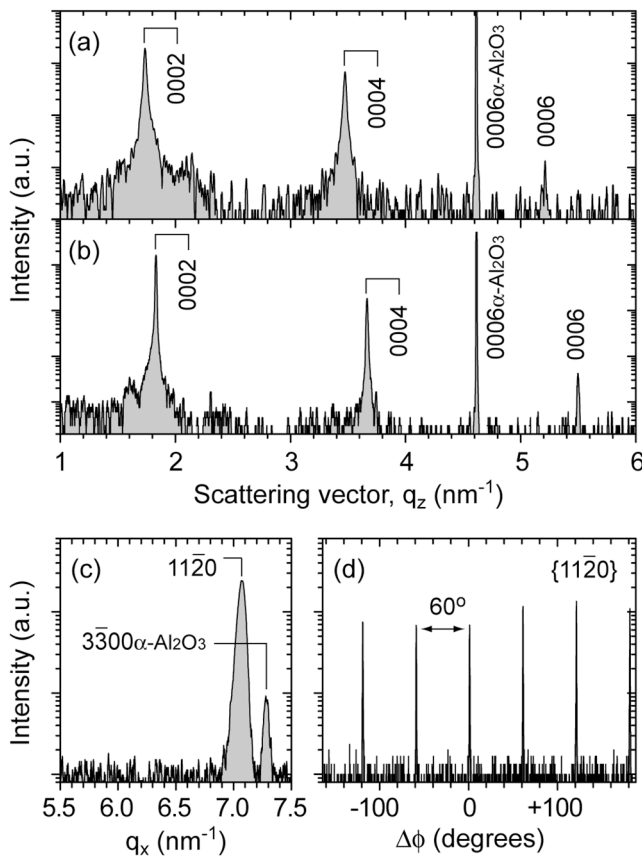 (a)
0002
0004
0006α-Al2O3
0006
(b)
0002
0004
0006α-Al2O3
0006
Intensity (a.u.)
1 2 3 4 5 6
Scattering vector, qz (nm-1)
(c)
112̅0
33̅00α-Al2O3
Intensity (a.u.)
5.5 6.0 6.5 7.0 7.5
qx (nm-1)
(d)
{112̅0}
60º
-100 0 +100
Δϕ (degrees)